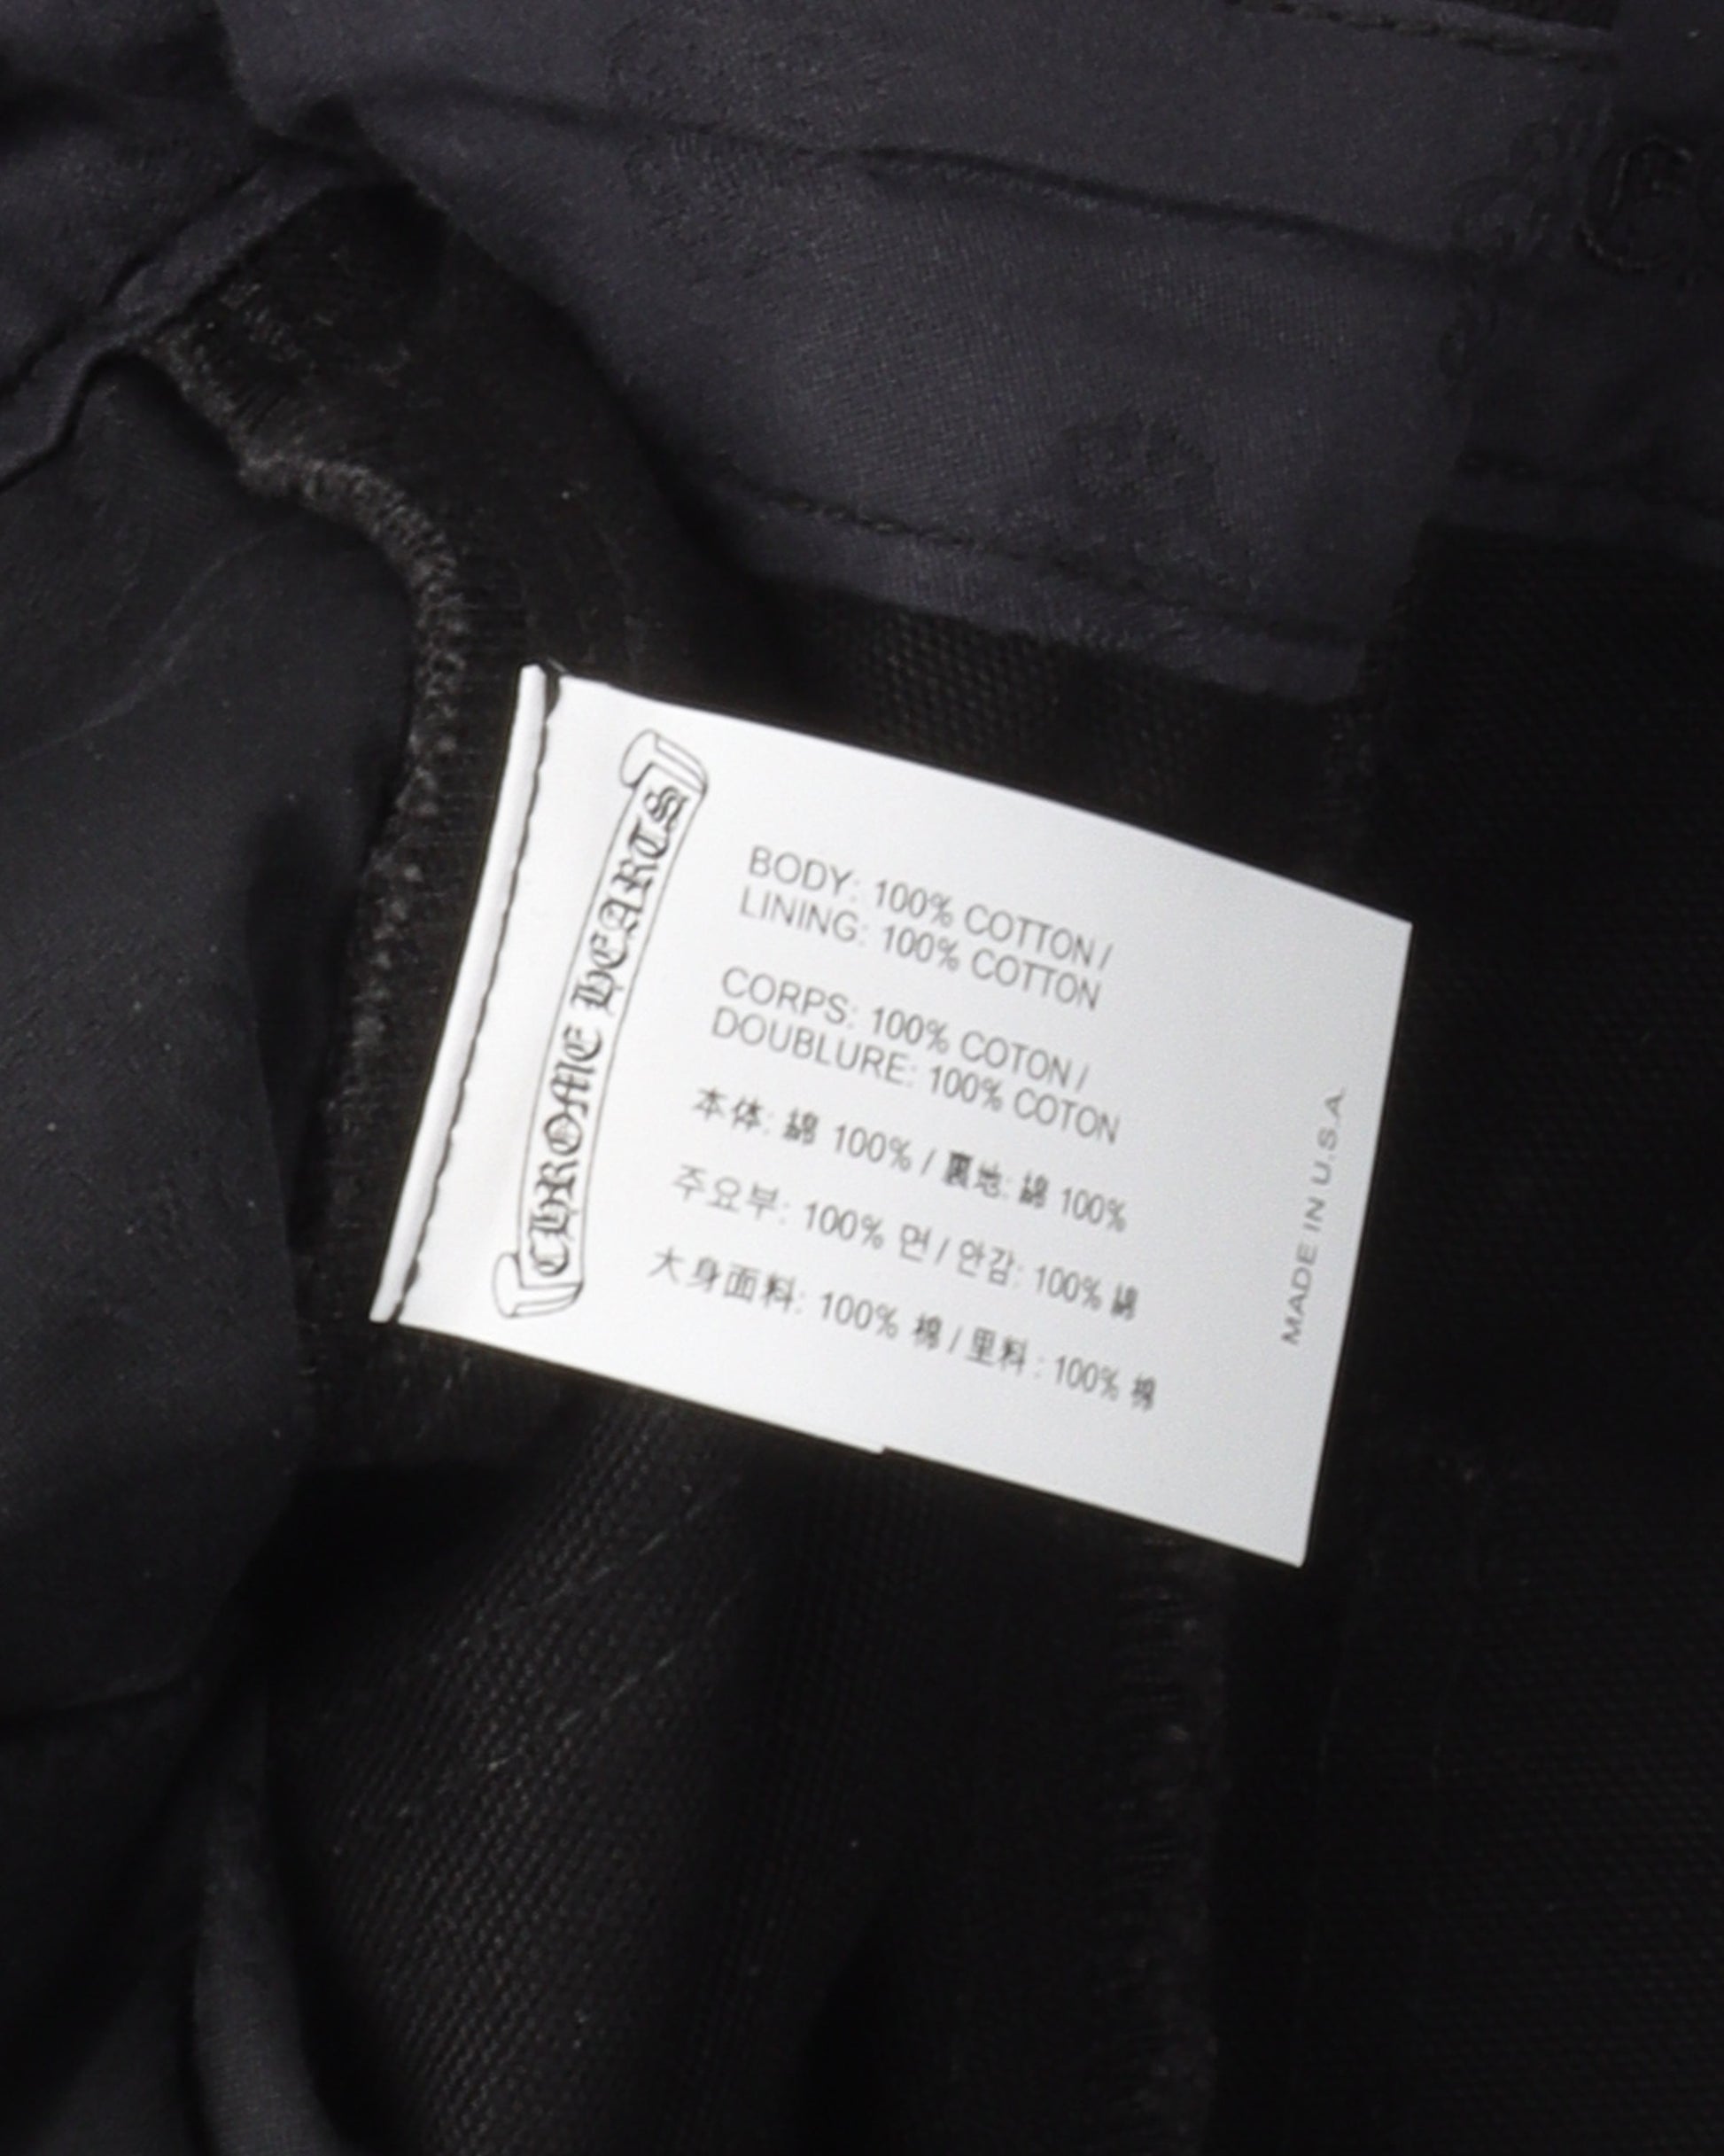 CHROME HEARTS
BODY: 100% COTTON /
LINING: 100% COTTON
CORPS: 100% COTON /
DOUBLURE: 100% COTON
本体: 綿 100% / 裏地: 綿 100%
주요부: 100% 면 / 안감: 100% 綿
大身面料: 100% 棉 / 里料: 100% 棉
MADE IN U.S.A.